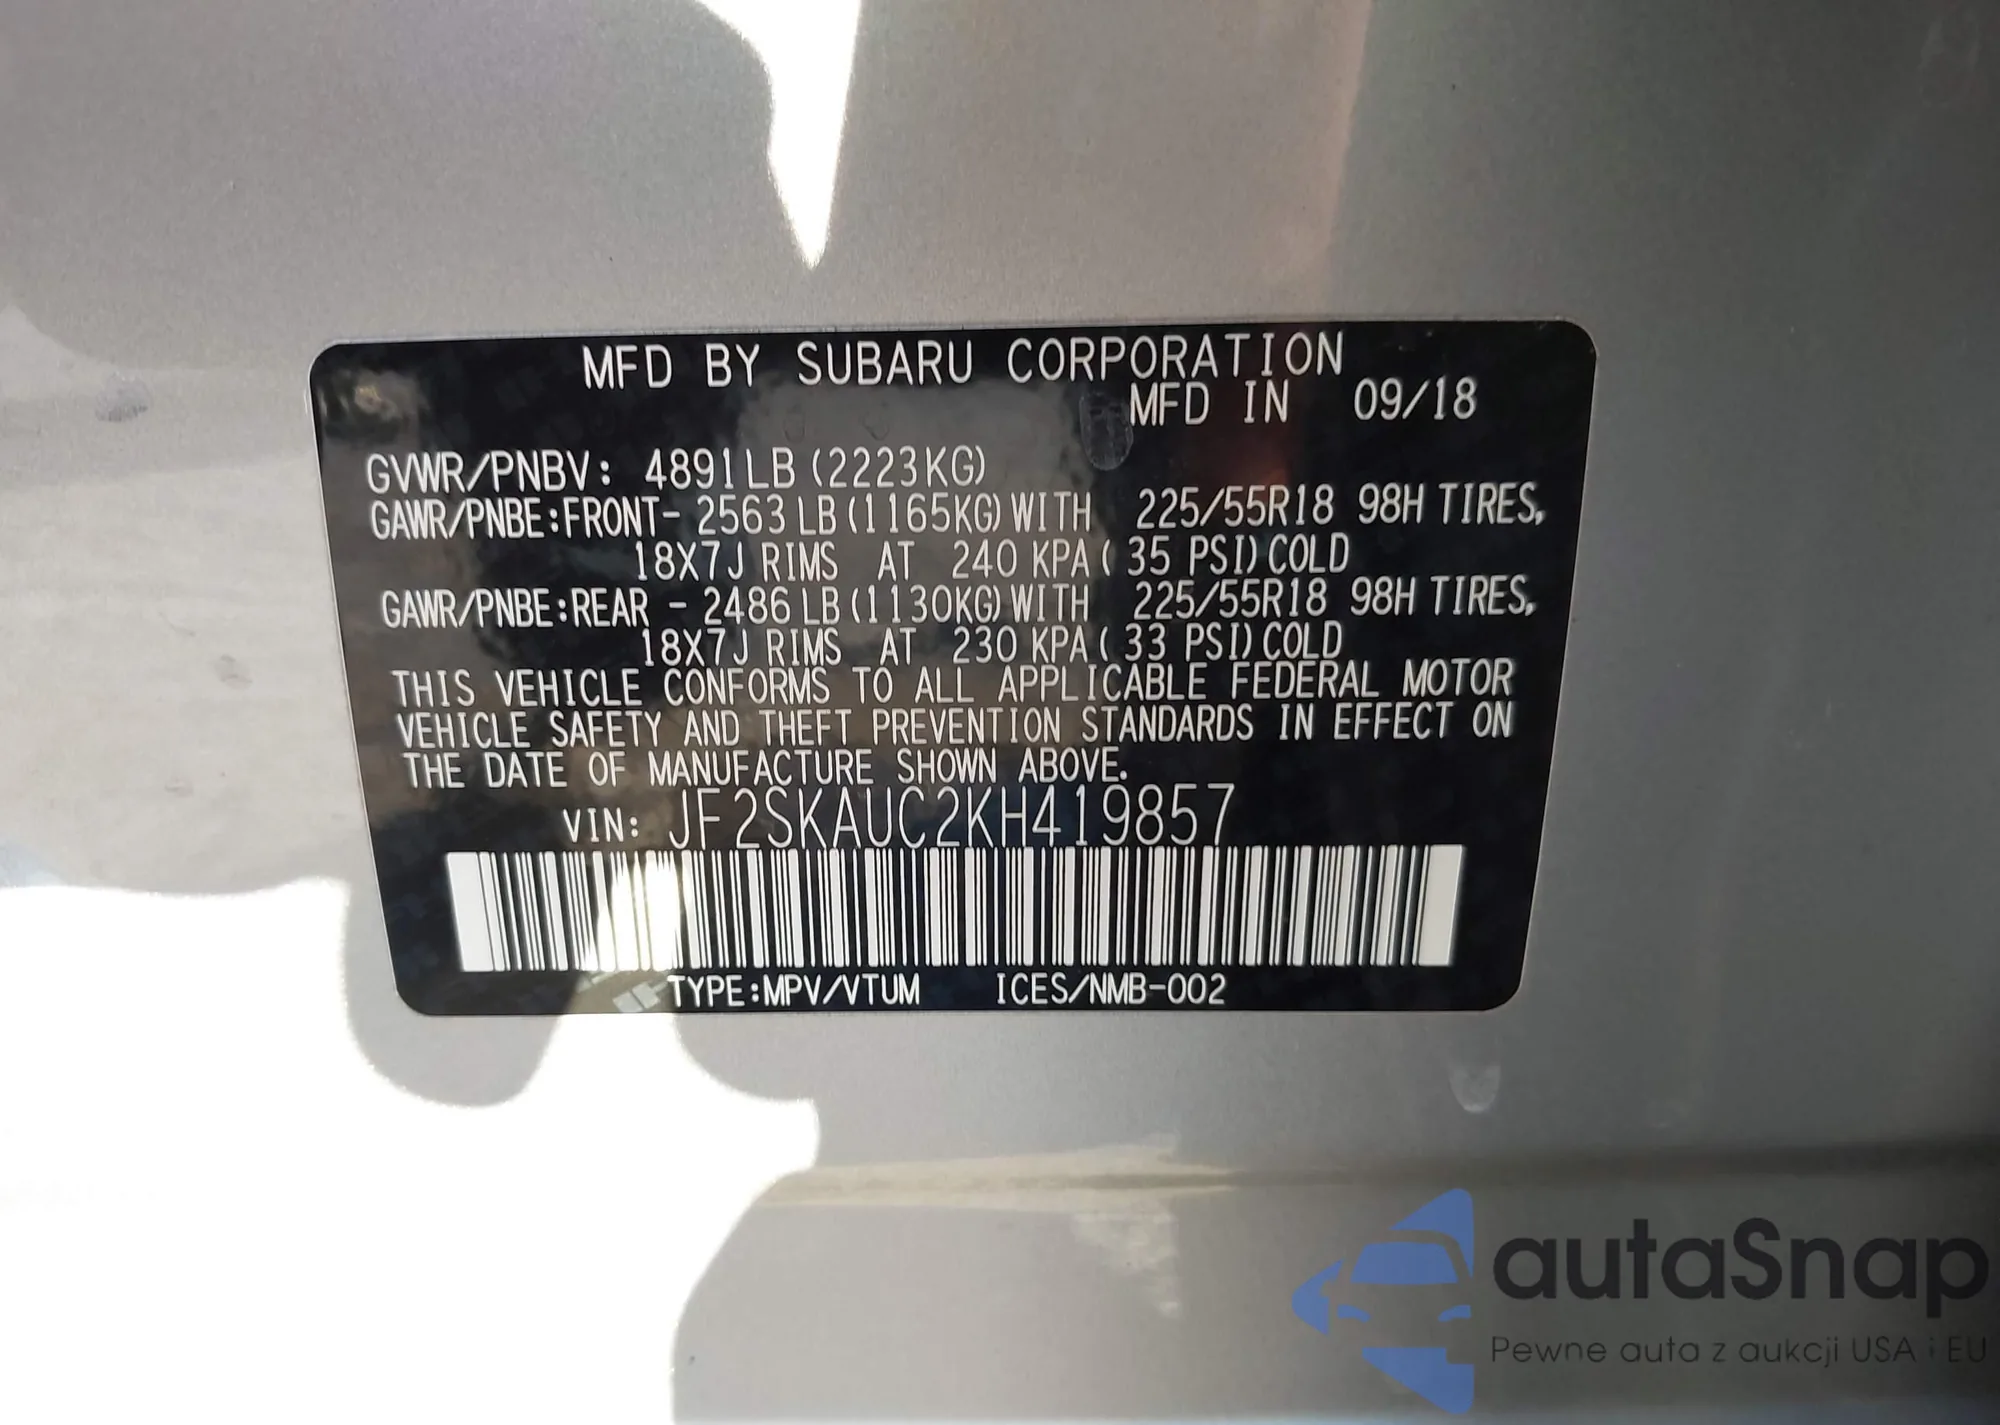 MFD BY SUBARU CORPORATION
MFD IN 09/18
GVWR/PNBV: 4891LB(2223KG)
GAWR/PNBE:FRONT- 2563LB(1165KG)WITH 225/55R18 98H TIRES,
18X7J RIMS AT 240 KPA( 35 PSI)COLD
GAWR/PNBE:REAR - 2486LB(1130KG)WITH 225/55R18 98H TIRES,
18X7J RIMS AT 230 KPA( 33 PSI)COLD
THIS VEHICLE CONFORMS TO ALL APPLICABLE FEDERAL MOTOR
VEHICLE SAFETY AND THEFT PREVENTION STANDARDS IN EFFECT ON
THE DATE OF MANUFACTURE SHOWN ABOVE.
VIN: JF2SKAUC2KH419857
TYPE:MPV/VTUM ICES/NMB-002
autaSnap
Pewne auta z aukcji USA i EU